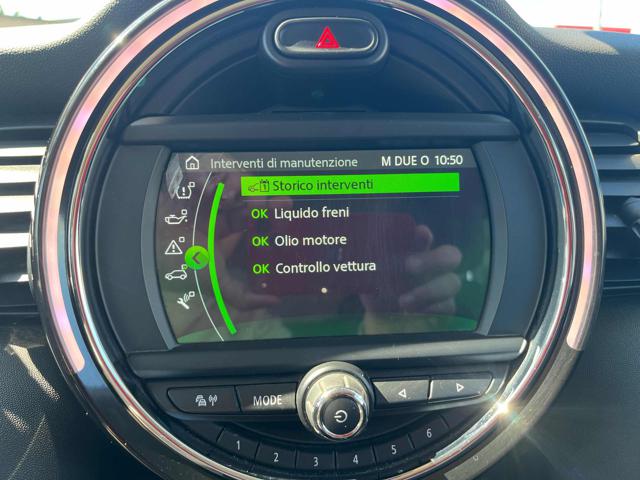 Interventi di manutenzione M DUE O 10:50
Storico interventi
OK Liquido freni
OK Olio motore
OK Controllo vettura
MODE
1 2 3 4 5 6